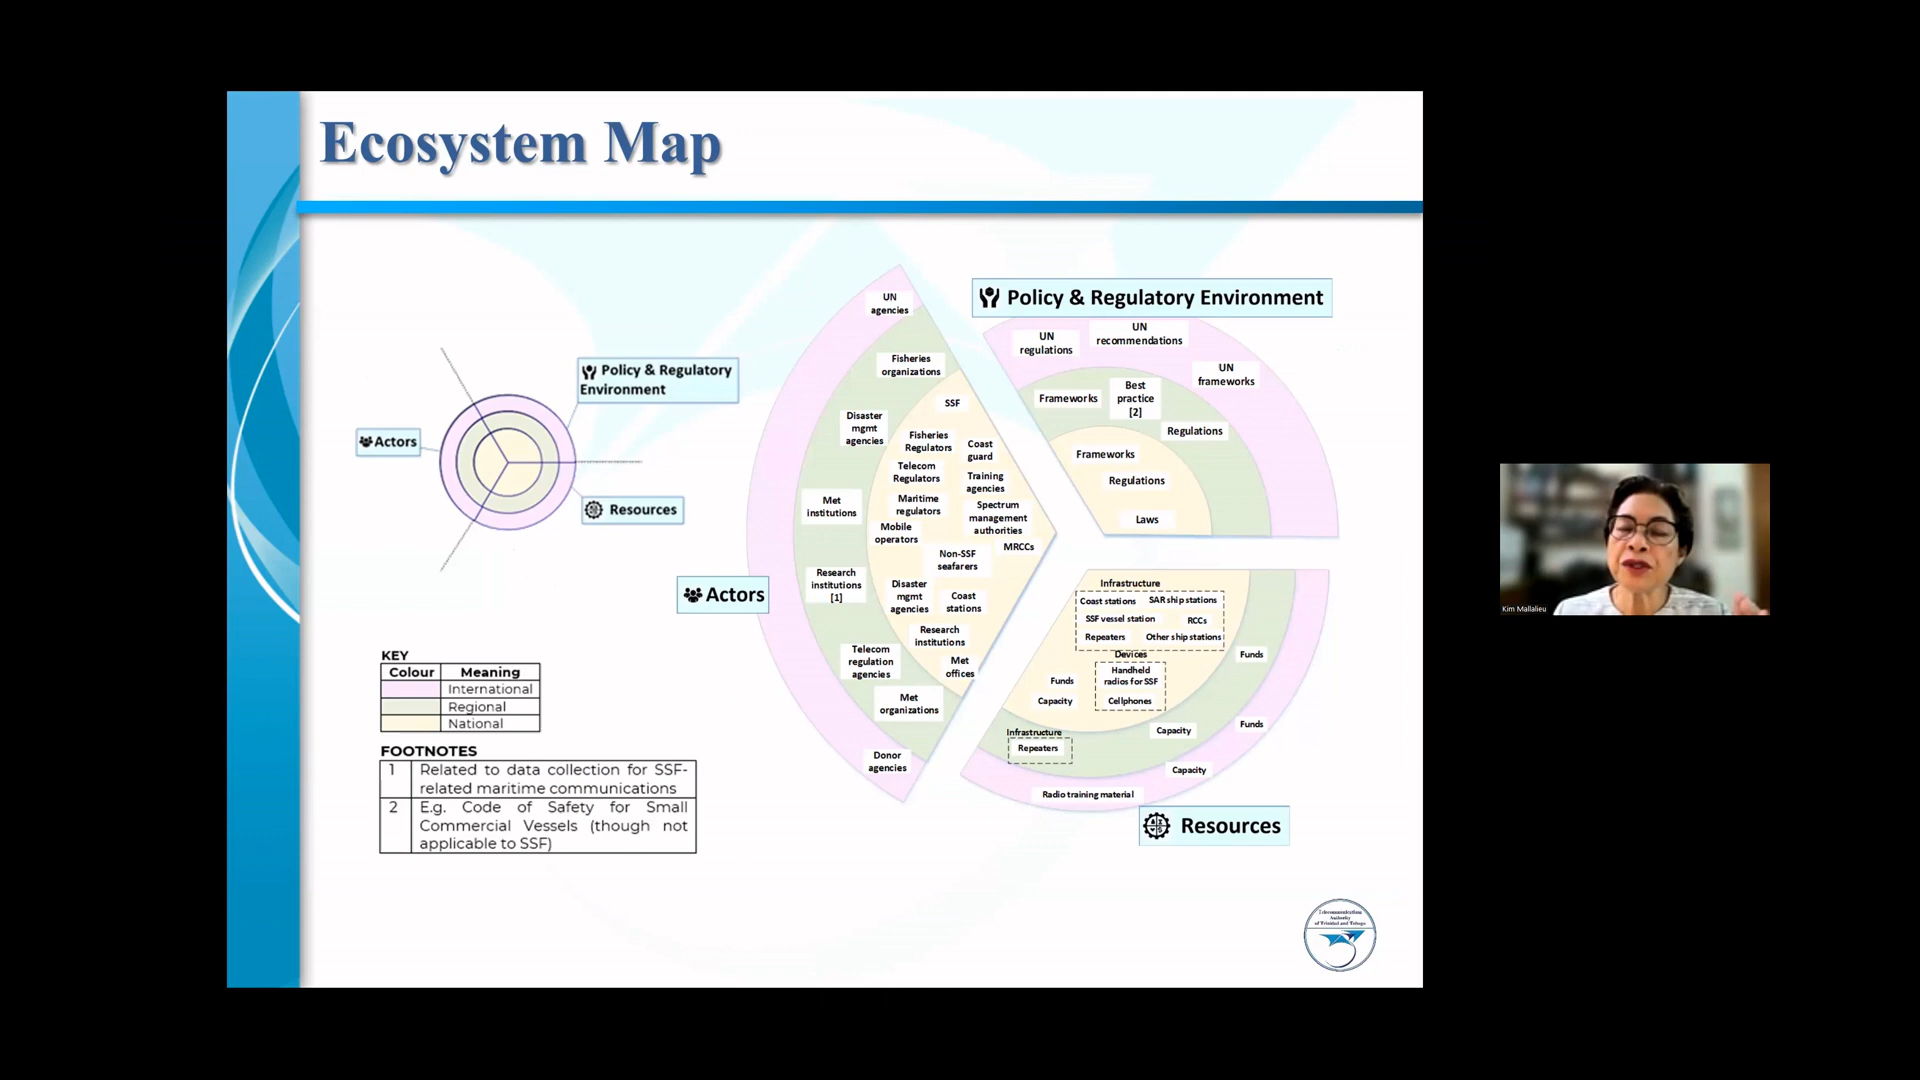 Ecosystem Map
Policy & Regulatory
Environment
Actors
Resources
KEY
Colour Meaning
International
Regional
National
FOOTNOTES
1 Related to data collection for SSF-
related maritime communications
2 E.g. Code of Safety for Small
Commercial Vessels (though not
applicable to SSF)
Actors
UN
agencies
Fisheries
organizations
Disaster
mgmt
agencies
Met
institutions
Research
institutions
[1]
Telecom
regulation
agencies
Met
organizations
Donor
agencies
SSF
Fisheries
Regulators
Coast
guard
Telecom
Regulators
Training
agencies
Maritime
regulators
Spectrum
management
authorities
Mobile
operators
MRCCs
Non-SSF
seafarers
Disaster
mgmt
agencies
Coast
stations
Research
institutions
Met
offices
Policy & Regulatory Environment
UN
regulations
UN
recommendations
UN
frameworks
Frameworks
Best
practice
[2]
Regulations
Frameworks
Regulations
Laws
Infrastructure
Coast stations SAR ship stations
SSF vessel station RCCs
Repeaters Other ship stations
Devices
Handheld
radios for SSF
Cellphones
Funds
Capacity
Funds
Infrastructure
Repeaters
Capacity
Funds
Capacity
Radio training material
Resources
Telecommunications
Authority
of Trinidad and Tobago
Kim Mallalieu